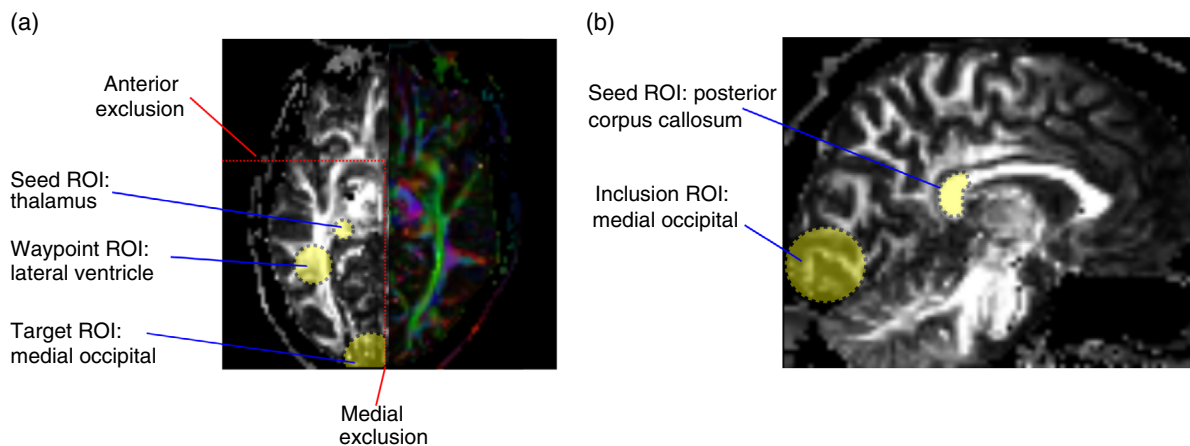 (a)
Anterior
exclusion
Seed ROI:
thalamus
Waypoint ROI:
lateral ventricle
Target ROI:
medial occipital
Medial
exclusion
(b)
Seed ROI: posterior
corpus callosum
Inclusion ROI:
medial occipital